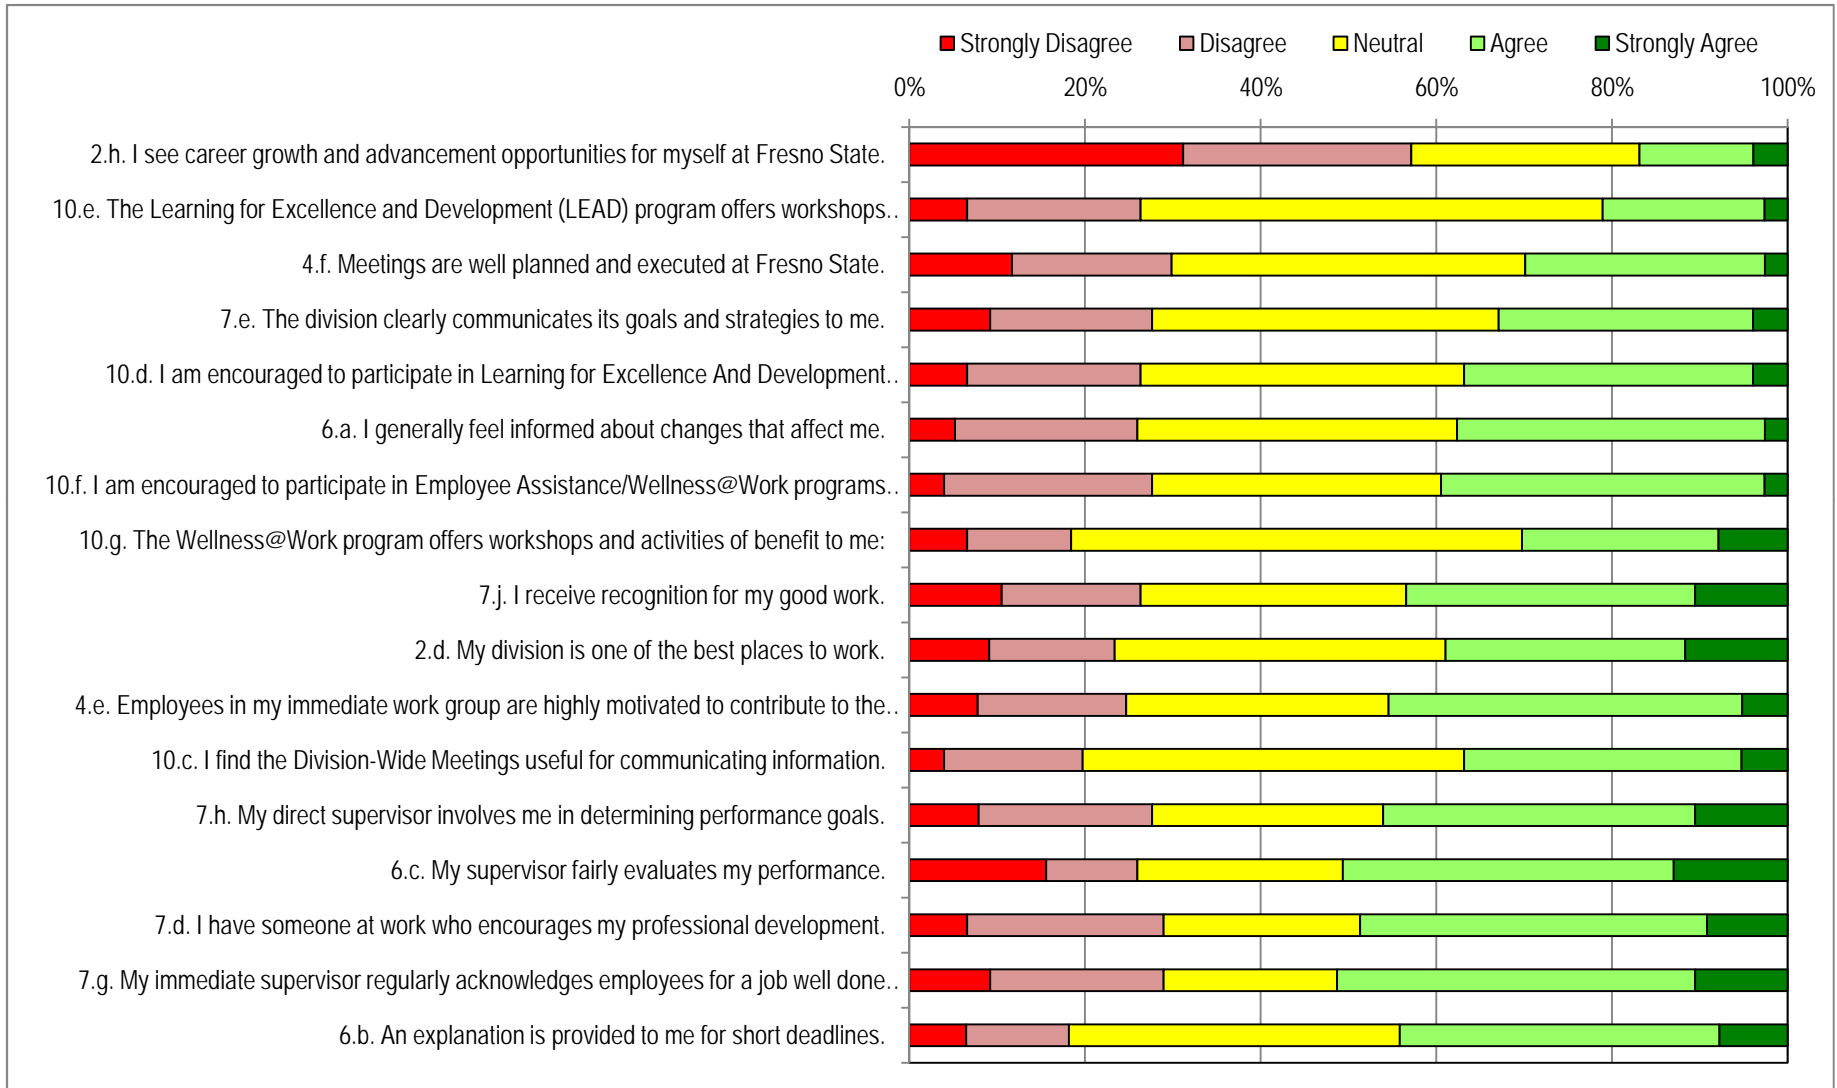 Strongly Disagree Disagree Neutral Agree Strongly Agree
0% 20% 40% 60% 80% 100%
2.h. I see career growth and advancement opportunities for myself at Fresno State.
10.e. The Learning for Excellence and Development (LEAD) program offers workshops..
4.f. Meetings are well planned and executed at Fresno State.
7.e. The division clearly communicates its goals and strategies to me.
10.d. I am encouraged to participate in Learning for Excellence And Development..
6.a. I generally feel informed about changes that affect me.
10.f. I am encouraged to participate in Employee Assistance/Wellness@Work programs..
10.g. The Wellness@Work program offers workshops and activities of benefit to me:
7.j. I receive recognition for my good work.
2.d. My division is one of the best places to work.
4.e. Employees in my immediate work group are highly motivated to contribute to the..
10.c. I find the Division-Wide Meetings useful for communicating information.
7.h. My direct supervisor involves me in determining performance goals.
6.c. My supervisor fairly evaluates my performance.
7.d. I have someone at work who encourages my professional development.
7.g. My immediate supervisor regularly acknowledges employees for a job well done..
6.b. An explanation is provided to me for short deadlines.